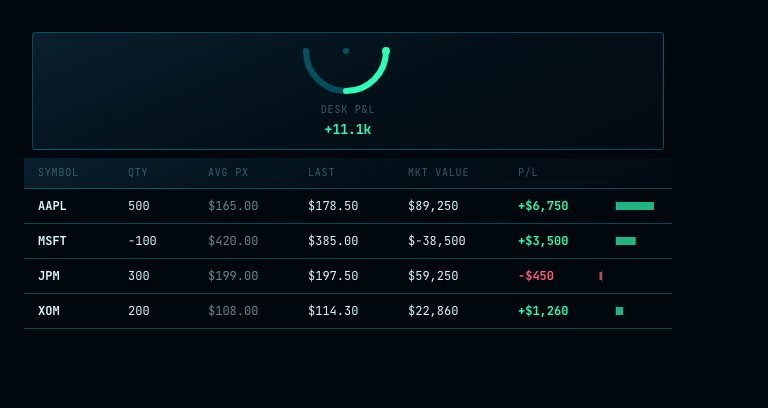 DESK P&L
+11.1k
SYMBOL QTY AVG PX LAST MKT VALUE P/L
AAPL 500 $165.00 $178.50 $89,250 +$6,750
MSFT -100 $420.00 $385.00 $-38,500 +$3,500
JPM 300 $199.00 $197.50 $59,250 -$450
XOM 200 $108.00 $114.30 $22,860 +$1,260